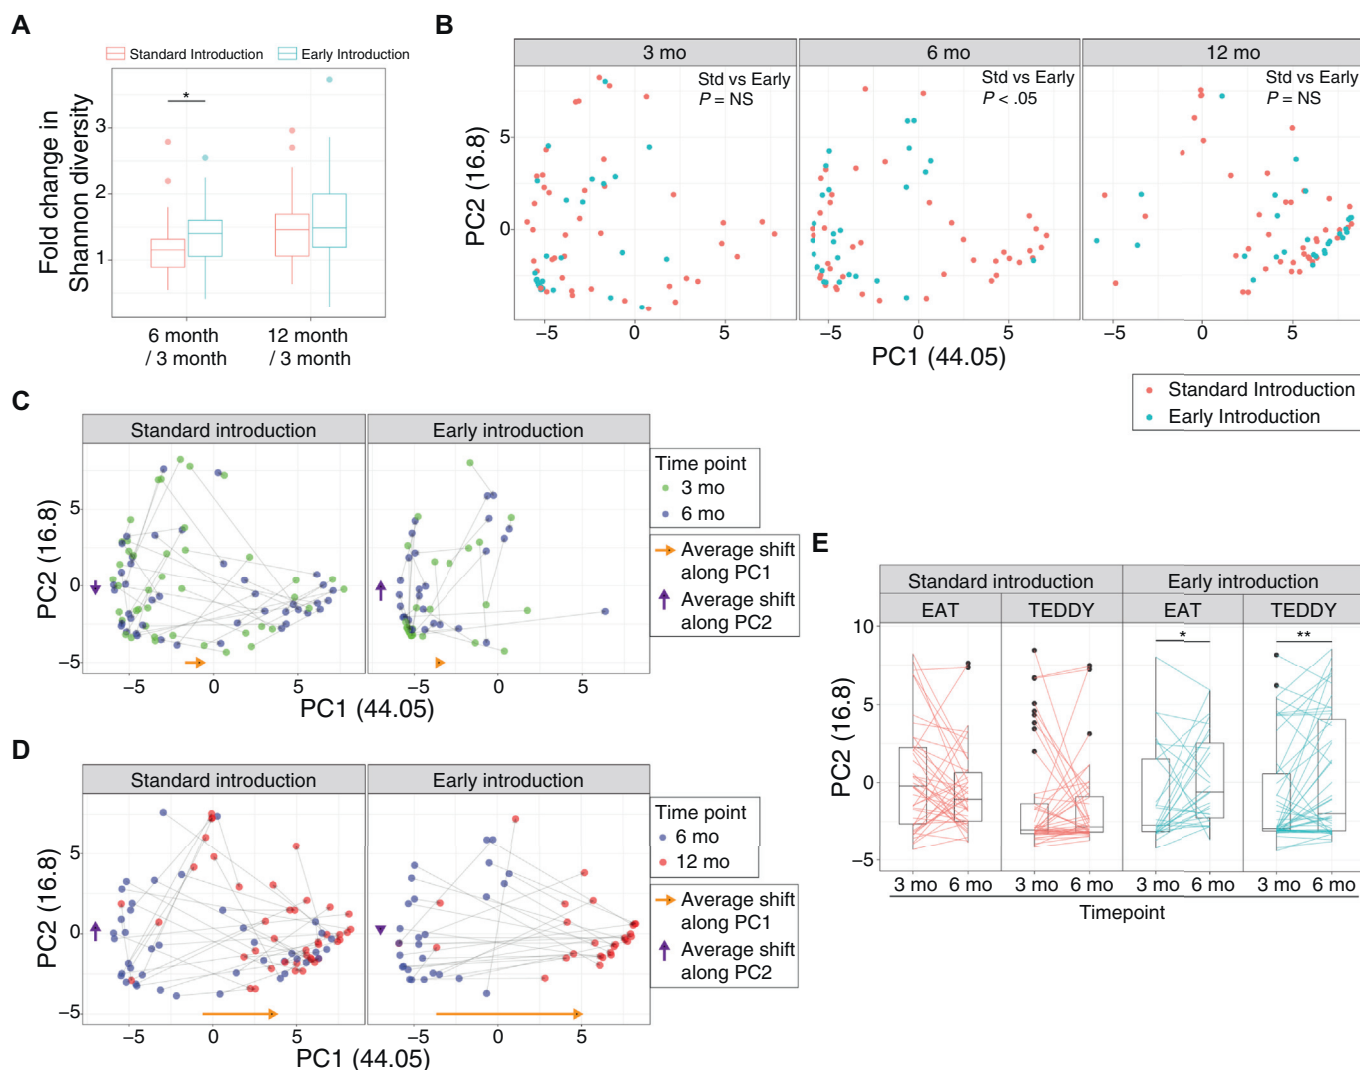 A
Standard Introduction
Early Introduction
Fold change in
Shannon diversity
*
3
2
1
6 month
/ 3 month
12 month
/ 3 month
B
3 mo
6 mo
12 mo
Std vs Early
P = NS
Std vs Early
P < .05
Std vs Early
P = NS
PC2 (16.8)
5
0
−5
0
5
−5
0
5
−5
0
5
PC1 (44.05)
Standard Introduction
Early Introduction
C
Standard introduction
Early introduction
PC2 (16.8)
5
0
−5
−5
0
5
−5
0
5
PC1 (44.05)
Time point
3 mo
6 mo
Average shift
along PC1
Average shift
along PC2
D
Standard introduction
Early introduction
PC2 (16.8)
5
0
−5
−5
0
5
−5
0
5
PC1 (44.05)
Time point
6 mo
12 mo
Average shift
along PC1
Average shift
along PC2
E
Standard introduction
Early introduction
EAT
TEDDY
EAT
TEDDY
*
**
PC2 (16.8)
10
5
0
−5
3 mo
6 mo
3 mo
6 mo
3 mo
6 mo
3 mo
6 mo
Timepoint